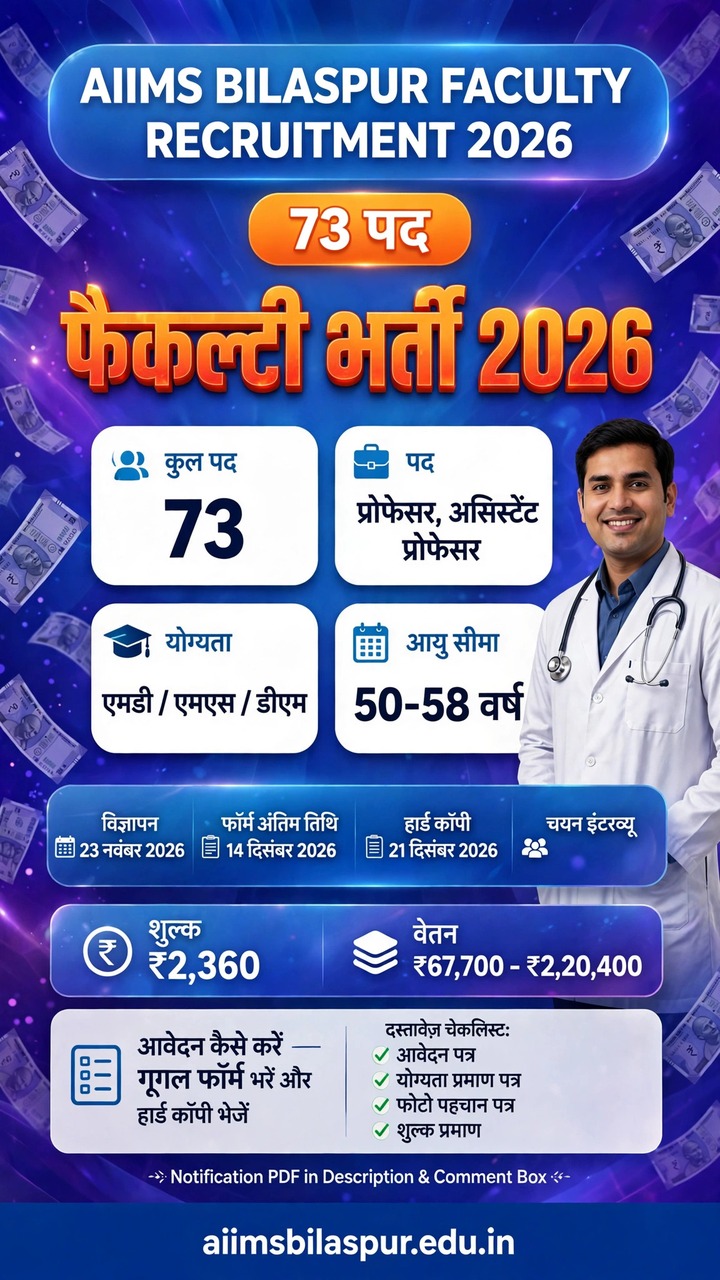 AIIMS BILASPUR FACULTY
RECRUITMENT 2026
73 पद
फैकल्टी भर्ती 2026
कुल पद
73
पद
प्रोफेसर, असिस्टेंट
प्रोफेसर
योग्यता
एमडी / एमएस / डीएम
आयु सीमा
50-58 वर्ष
विज्ञापन
23 नवंबर 2026
फॉर्म अंतिम तिथि
14 दिसंबर 2026
हार्ड कॉपी
21 दिसंबर 2026
चयन इंटरव्यू
शुल्क
₹2,360
वेतन
₹67,700 - ₹2,20,400
आवेदन कैसे करें —
गूगल फॉर्म भरें और
हार्ड कॉपी भेजें
दस्तावेज़ चेकलिस्ट:
आवेदन पत्र
योग्यता प्रमाण पत्र
फोटो पहचान पत्र
शुल्क प्रमाण
Notification PDF in Description & Comment Box
aiimsbilaspur.edu.in